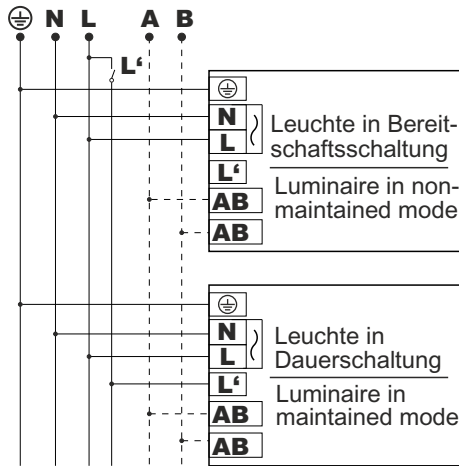 N L A B
L‘
N
L
L‘
AB
AB
Leuchte in Bereit-
schaftsschaltung
Luminaire in non-
maintained mode
N
L
L‘
AB
AB
Leuchte in
Dauerschaltung
Luminaire in
maintained mode